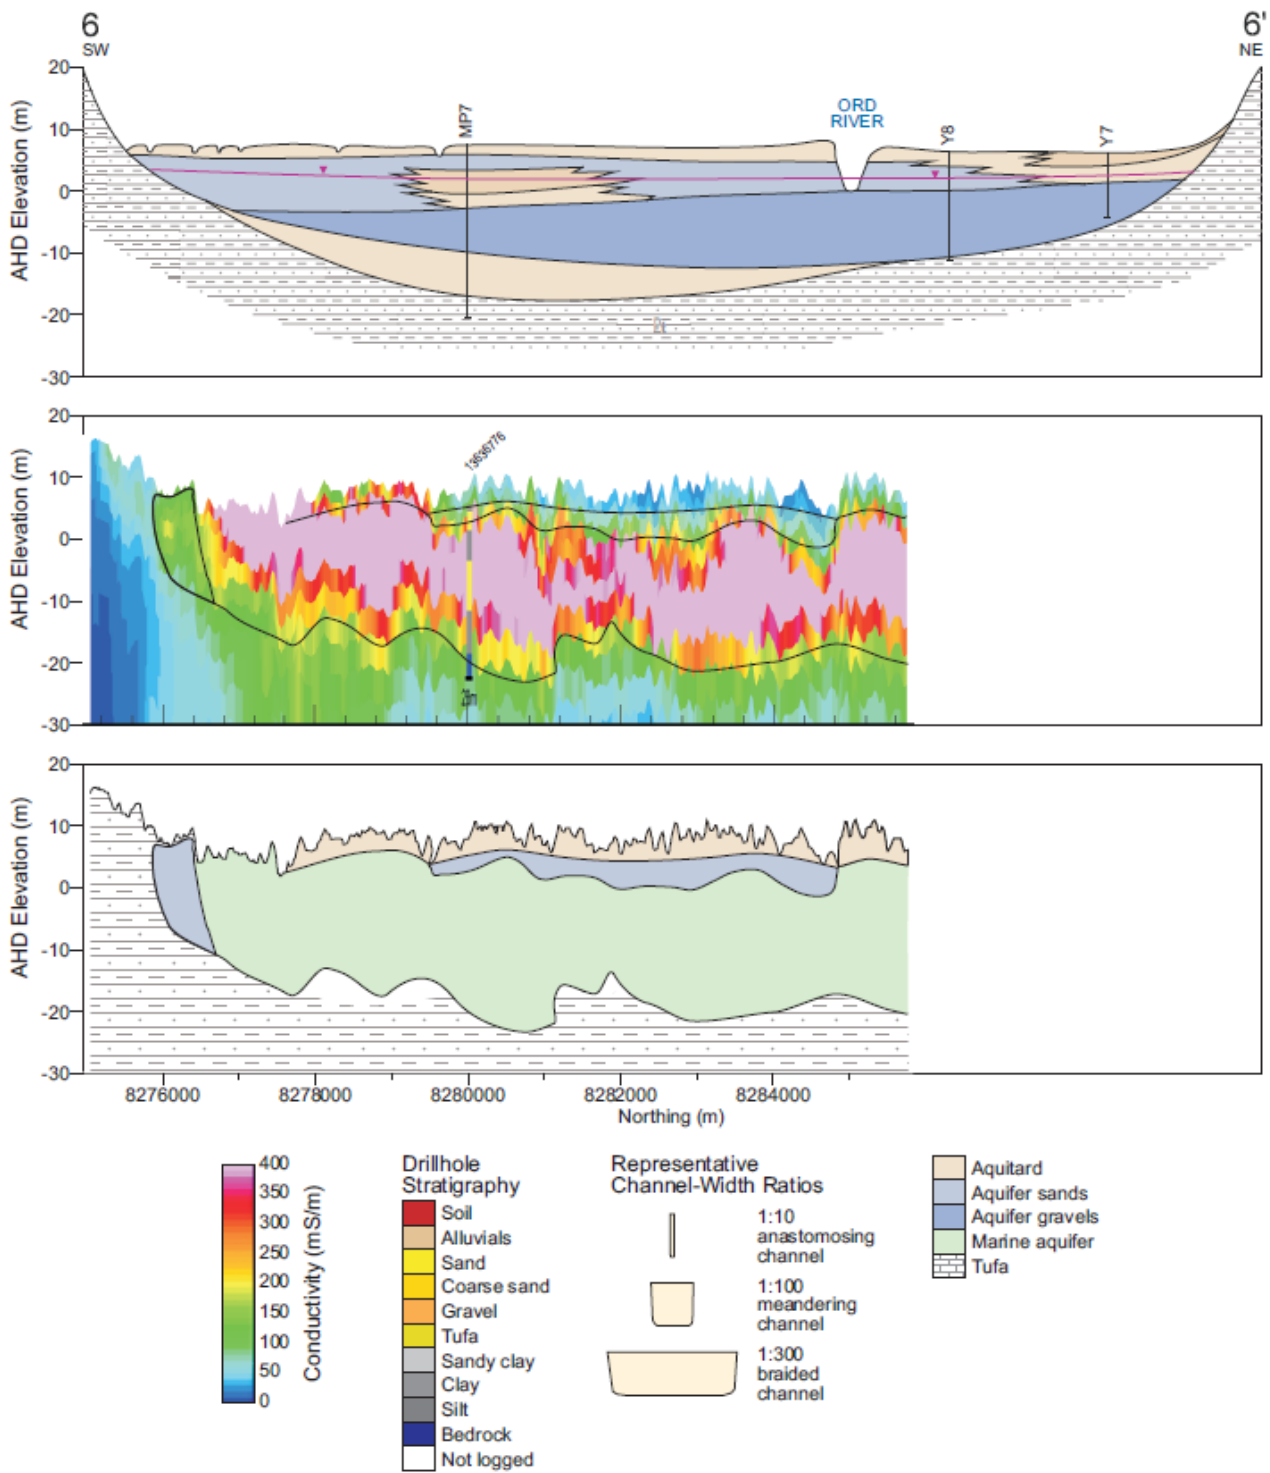 6
SW
6'
NE
AHD Elevation (m)
20
10
0
-10
-20
-30
MP7
ORD
RIVER
Y8
Y7
AHD Elevation (m)
20
10
0
-10
-20
-30
13636776
AHD Elevation (m)
20
10
0
-10
-20
-30
8276000
8278000
8280000
8282000
8284000
Northing (m)
400
350
300
250
200
150
100
50
0
Conductivity (mS/m)
Drillhole
Stratigraphy
Soil
Alluvials
Sand
Coarse sand
Gravel
Tufa
Sandy clay
Clay
Silt
Bedrock
Not logged
Representative
Channel-Width Ratios
1:10
anastomosing
channel
1:100
meandering
channel
1:300
braided
channel
Aquitard
Aquifer sands
Aquifer gravels
Marine aquifer
Tufa